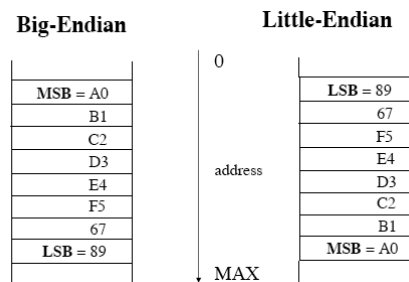 Big-Endian
MSB = A0
B1
C2
D3
E4
F5
67
LSB = 89
0
address
MAX
Little-Endian
LSB = 89
67
F5
E4
D3
C2
B1
MSB = A0